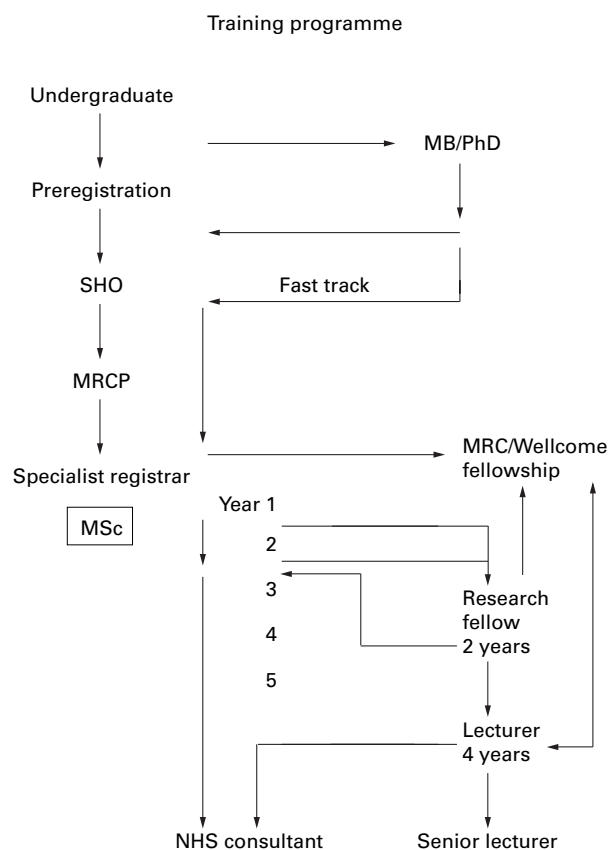 Training programme
Undergraduate
MB/PhD
Preregistration
SHO
Fast track
MRCP
MRC/Wellcome
fellowship
Specialist registrar
Year 1
MSc
2
3
Research
fellow
2 years
4
5
Lecturer
4 years
NHS consultant
Senior lecturer